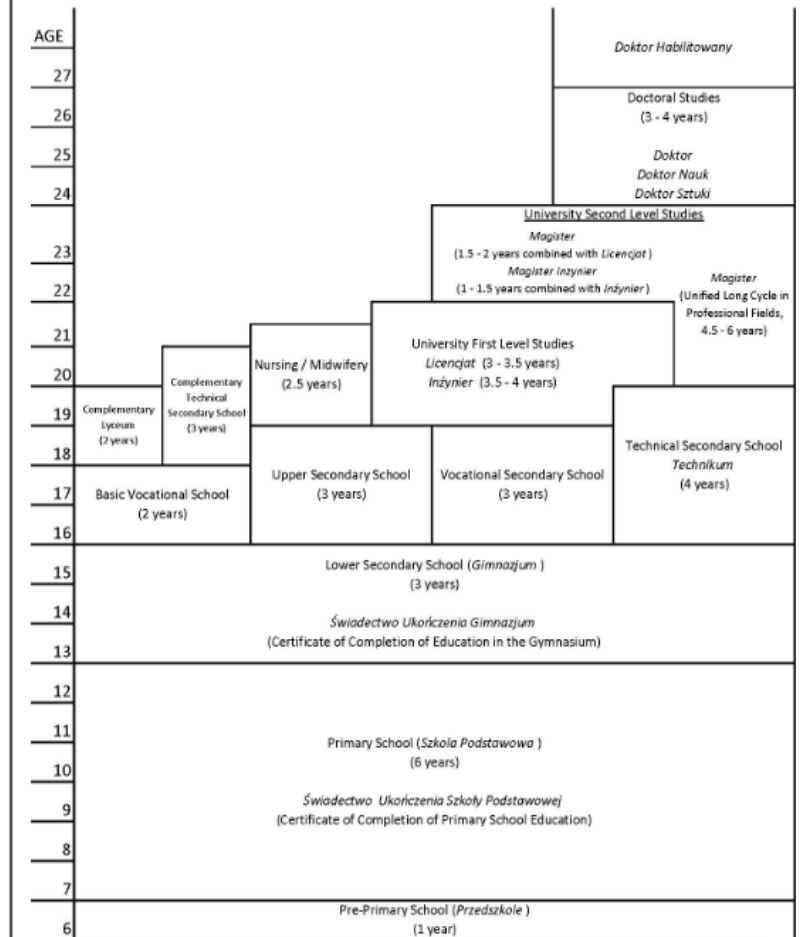 AGE
27
26
25
24
23
22
21
20
19
18
17
16
15
14
13
12
11
10
9
8
7
6
Doktor Habilitowany
Doctoral Studies
(3 - 4 years)
Doktor
Doktor Nauk
Doktor Sztuki
University Second Level Studies
Magister
(1.5 - 2 years combined with Licencjat )
Magister Inzynier
(1 - 1.5 years combined with Inżynier )
Magister
(Unified Long Cycle in
Professional Fields,
4.5 - 6 years)
University First Level Studies
Licencjat (3 - 3.5 years)
Inżynier (3.5 - 4 years)
Nursing / Midwifery
(2.5 years)
Complementary
Technical
Secondary School
(3 years)
Complementary
Lyceum
(2 years)
Basic Vocational School
(2 years)
Upper Secondary School
(3 years)
Vocational Secondary School
(3 years)
Technical Secondary School
Technikum
(4 years)
Lower Secondary School (Gimnazjum )
(3 years)
Świadectwo Ukończenia Gimnazjum
(Certificate of Completion of Education in the Gymnasium)
Primary School (Szkola Podstawowa )
(6 years)
Świadectwo Ukończenia Szkoły Podstawowej
(Certificate of Completion of Primary School Education)
Pre-Primary School (Przedszkole )
(1 year)